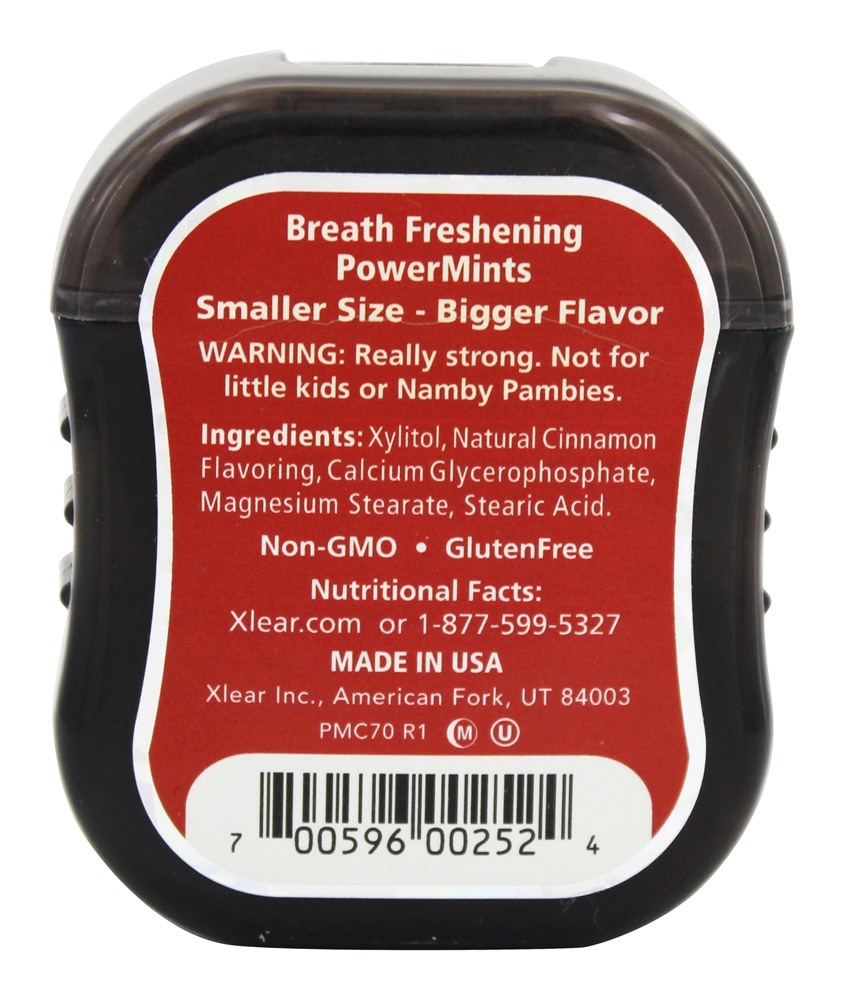 Breath Freshening
PowerMints
Smaller Size - Bigger Flavor
WARNING: Really strong. Not for
little kids or Namby Pambies.
Ingredients: Xylitol, Natural Cinnamon
Flavoring, Calcium Glycerophosphate,
Magnesium Stearate, Stearic Acid.
Non-GMO • GlutenFree
Nutritional Facts:
Xlear.com or 1-877-599-5327
MADE IN USA
Xlear Inc., American Fork, UT 84003
PMC70 R1 M U
7 00596 00252 4